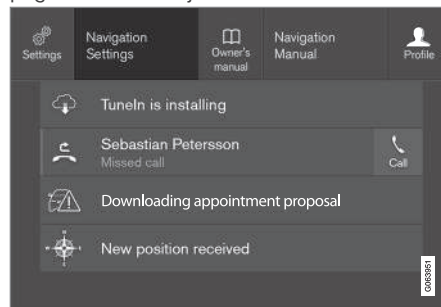 Settings
Navigation
Settings
Owner's
manual
Navigation
Manual
Profile
TuneIn is installing
Sebastian Petersson
Missed call
Call
Downloading appointment proposal
New position received
G063951